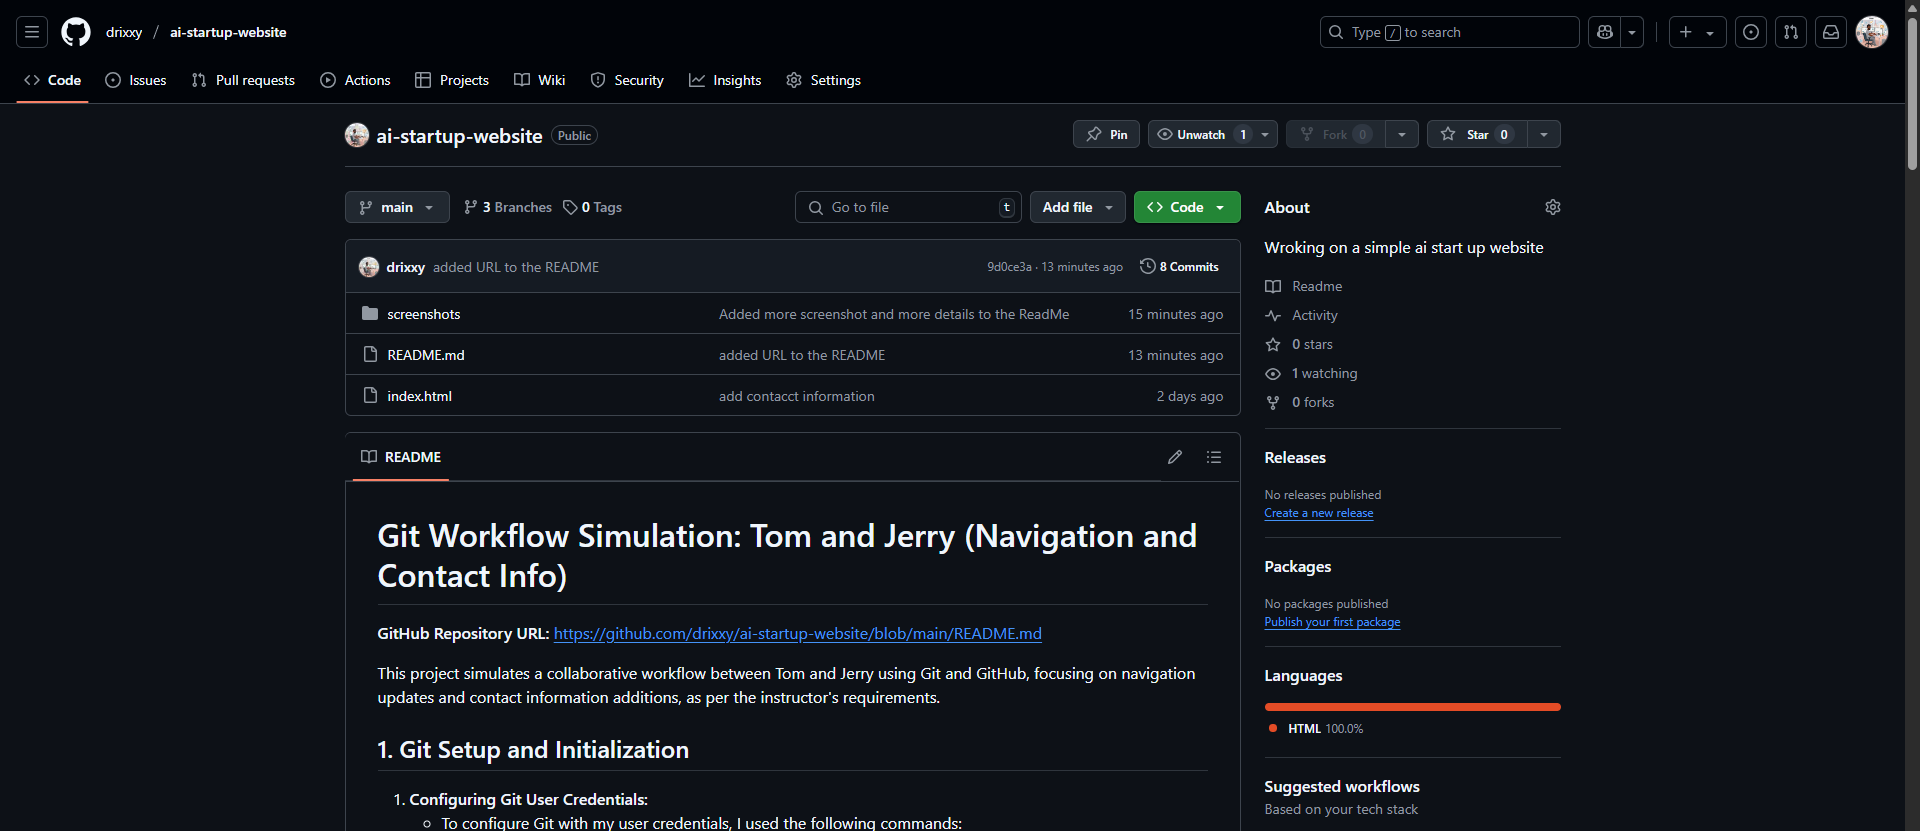 drixxy / ai-startup-website
Type / to search
Code Issues Pull requests Actions Projects Wiki Security Insights Settings
ai-startup-website Public
Pin Unwatch 1 Fork 0 Star 0
main 3 Branches 0 Tags Go to file t Add file Code
drixxy added URL to the README 9d0ce3a · 13 minutes ago 8 Commits
screenshots Added more screenshot and more details to the ReadMe 15 minutes ago
README.md added URL to the README 13 minutes ago
index.html add contacct information 2 days ago
README
Git Workflow Simulation: Tom and Jerry (Navigation and
Contact Info)
GitHub Repository URL: https://github.com/drixxy/ai-startup-website/blob/main/README.md
This project simulates a collaborative workflow between Tom and Jerry using Git and GitHub, focusing on navigation
updates and contact information additions, as per the instructor's requirements.
1. Git Setup and Initialization
1. Configuring Git User Credentials:
To configure Git with my user credentials, I used the following commands:
About
Wroking on a simple ai start up website
Readme
Activity
0 stars
1 watching
0 forks
Releases
No releases published
Create a new release
Packages
No packages published
Publish your first package
Languages
HTML 100.0%
Suggested workflows
Based on your tech stack